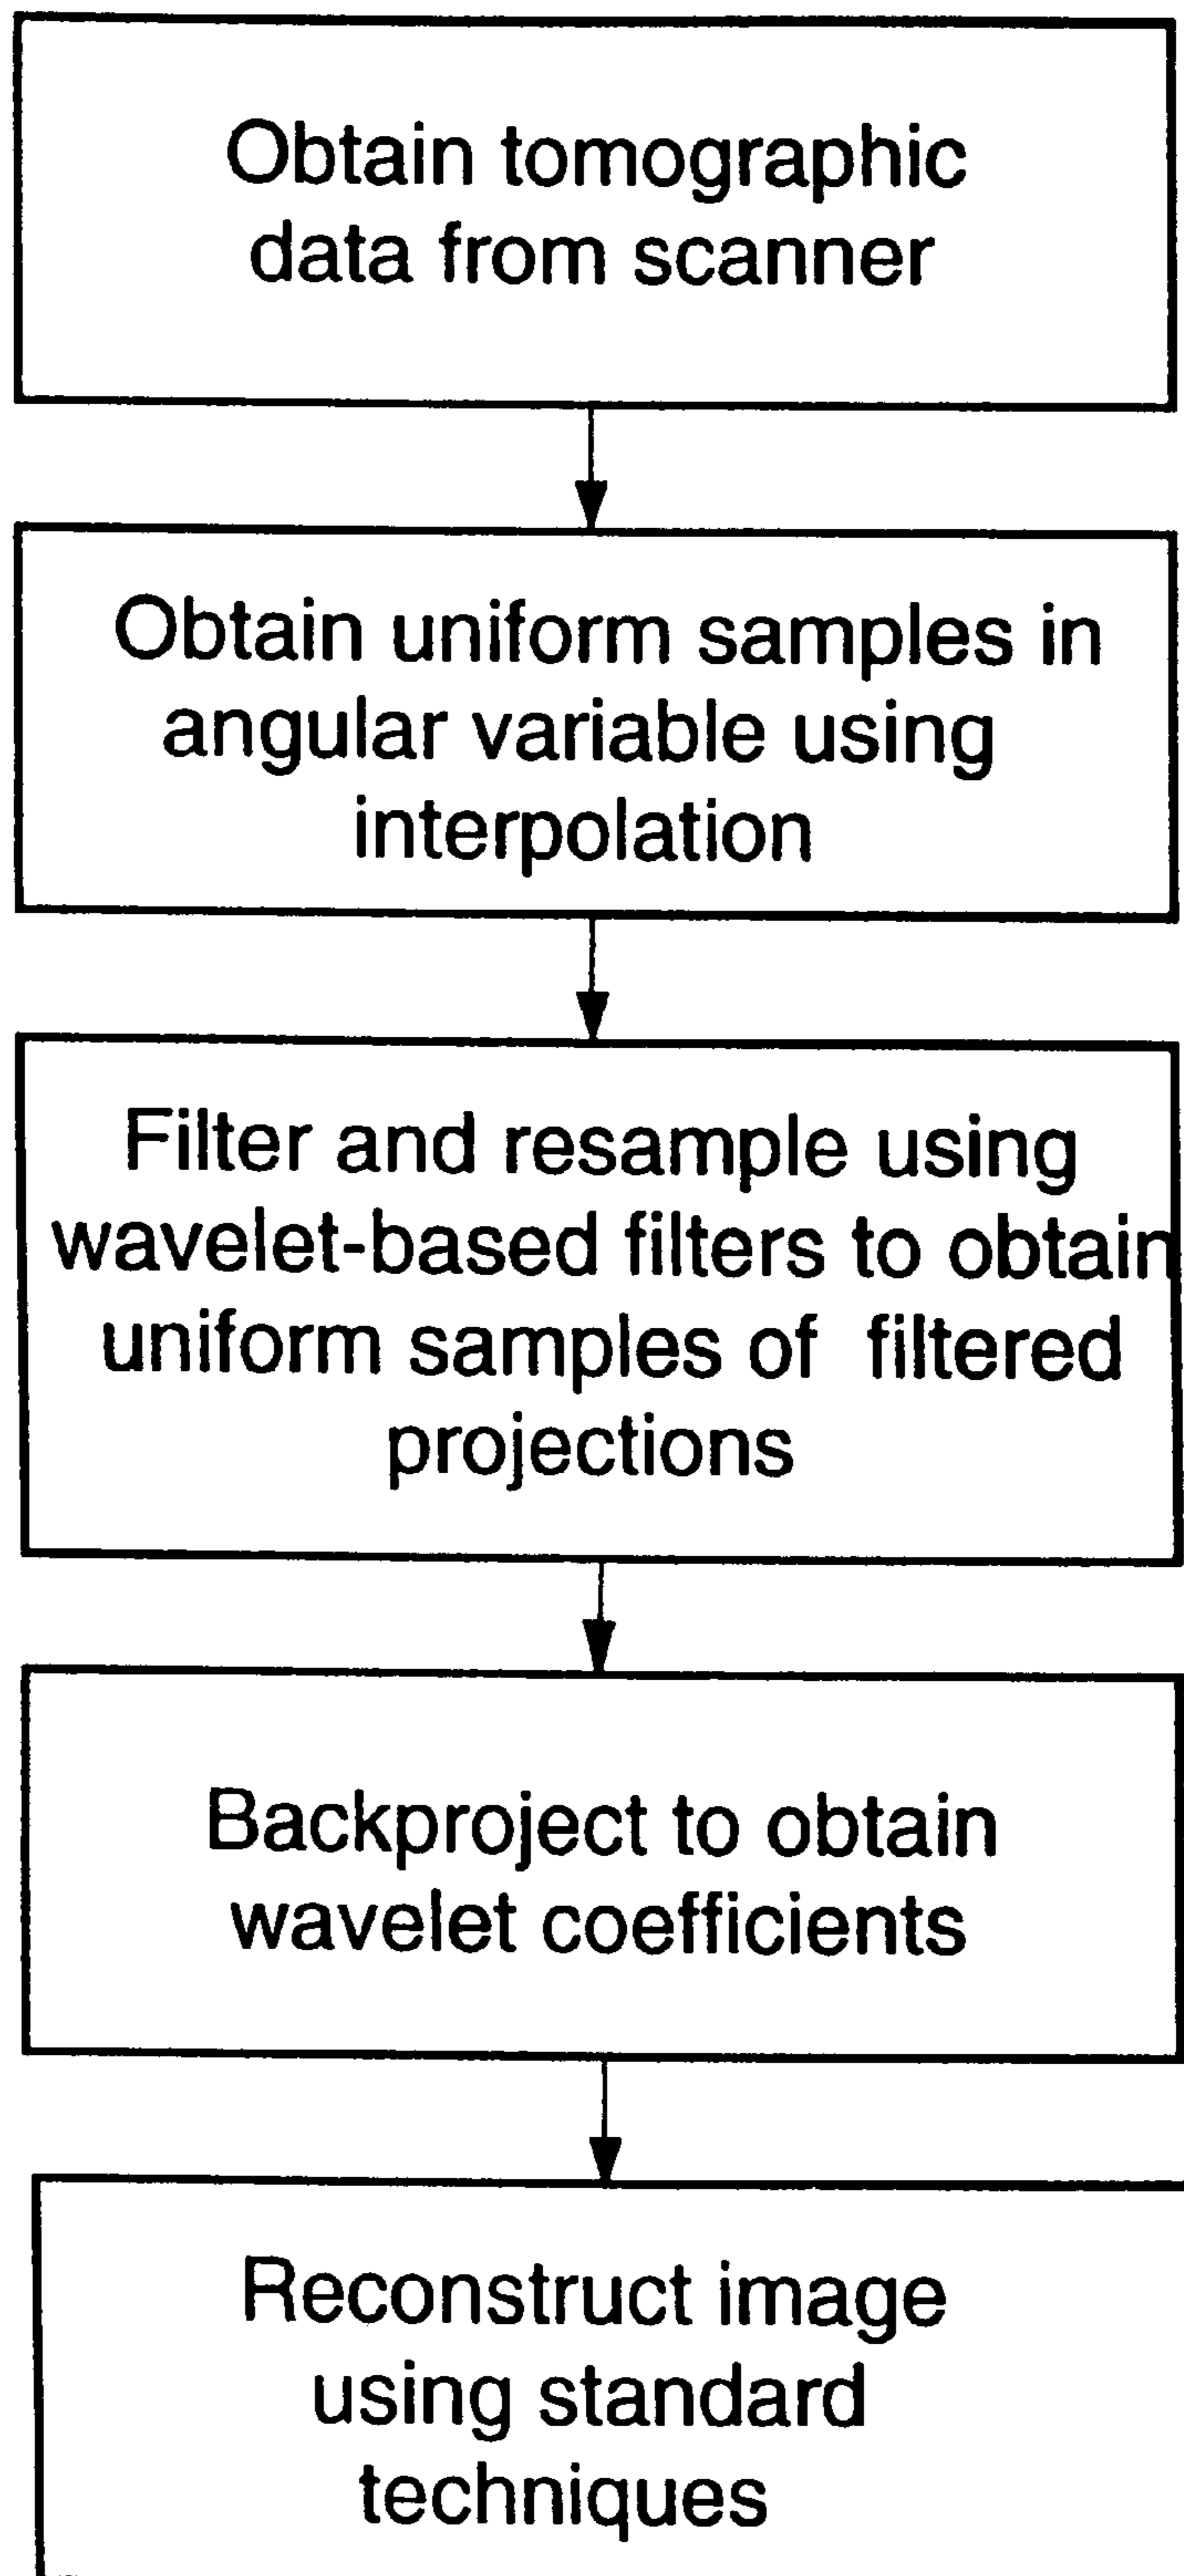 Obtain tomographic
data from scanner
Obtain uniform samples in
angular variable using
interpolation
Filter and resample using
wavelet-based filters to obtain
uniform samples of filtered
projections
Backproject to obtain
wavelet coefficients
Reconstruct image
using standard
techniques